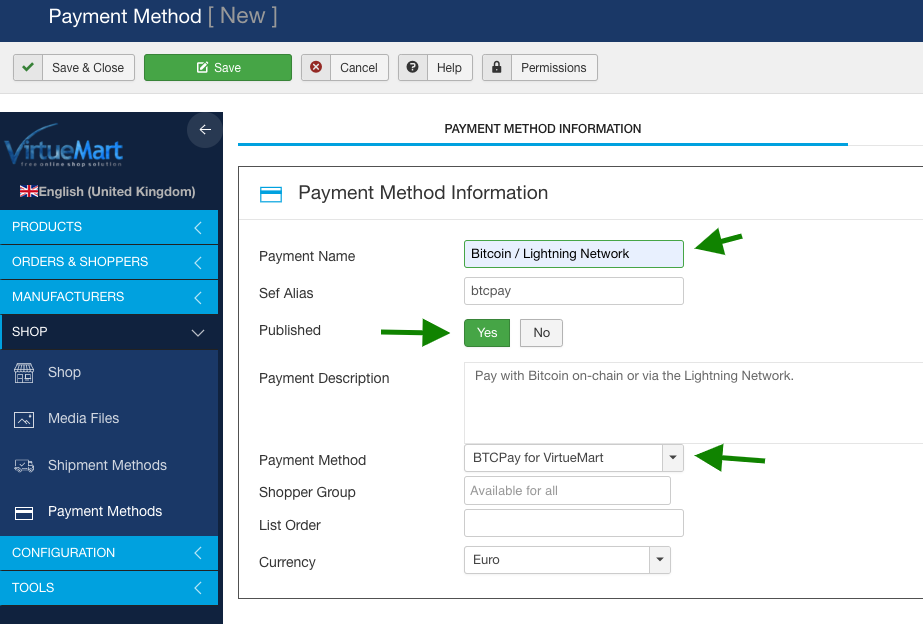 Payment Method [ New ]
Save & Close
Save
Cancel
Help
Permissions
VirtueMart
free online shop solution
English (United Kingdom)
PRODUCTS
ORDERS & SHOPPERS
MANUFACTURERS
SHOP
Shop
Media Files
Shipment Methods
Payment Methods
CONFIGURATION
TOOLS
PAYMENT METHOD INFORMATION
Payment Method Information
Payment Name Bitcoin / Lightning Network
Sef Alias btcpay
Published Yes No
Payment Description Pay with Bitcoin on-chain or via the Lightning Network.
Payment Method BTCPay for VirtueMart
Shopper Group Available for all
List Order
Currency Euro